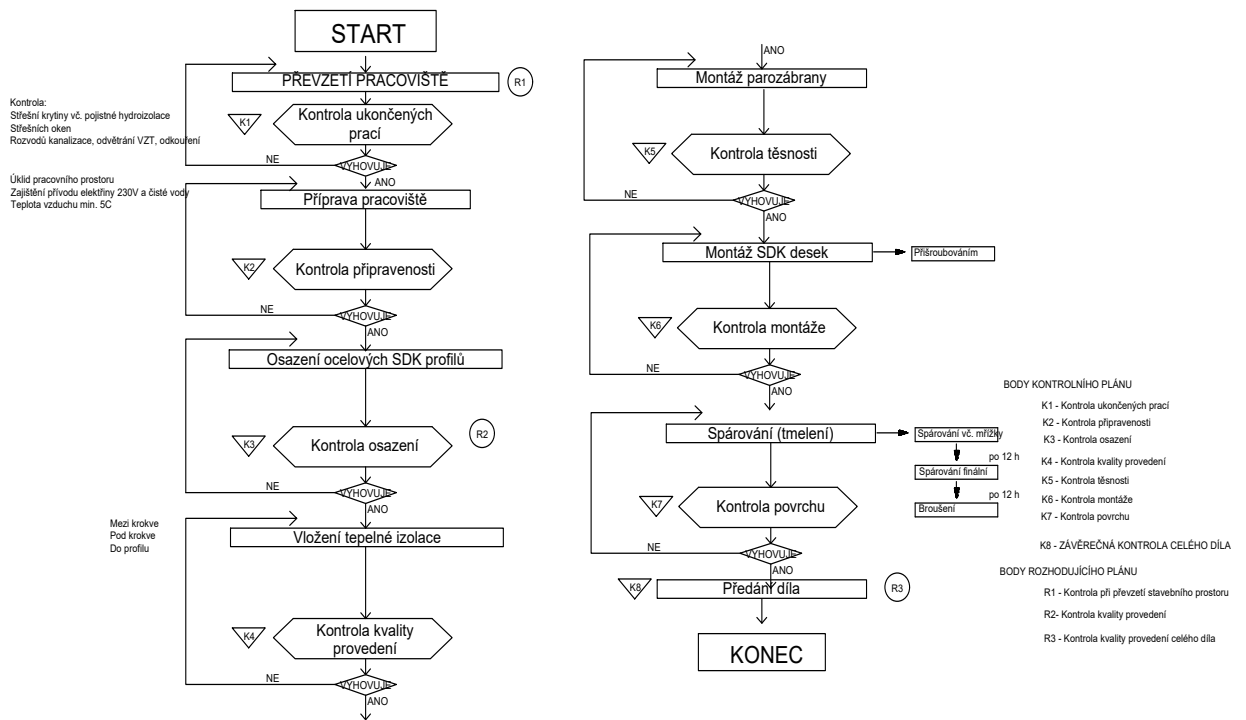 START
PŘEVZETÍ PRACOVIŠTĚ
R1
Kontrola:
Střešní krytiny vč. pojistné hydroizolace
Střešních oken
Rozvodů kanalizace, odvětrání VZT, odkouření
K1
Kontrola ukončených
prací
NE
VYHOVUJE
ANO
Úklid pracovního prostoru
Zajištění přívodu elektřiny 230V a čisté vody
Teplota vzduchu min. 5C
Příprava pracoviště
K2
Kontrola připravenosti
NE
VYHOVUJE
ANO
Osazení ocelových SDK profilů
K3
Kontrola osazení
R2
NE
VYHOVUJE
ANO
Mezi krokve
Pod krokve
Do profilu
Vložení tepelné izolace
K4
Kontrola kvality
provedení
NE
VYHOVUJE
ANO
ANO
Montáž parozábrany
K5
Kontrola těsnosti
NE
VYHOVUJE
ANO
Montáž SDK desek
Přišroubováním
K6
Kontrola montáže
NE
VYHOVUJE
ANO
Spárování (tmelení)
Spárování vč. mřížky
po 12 h
Spárování finální
po 12 h
Broušení
K7
Kontrola povrchu
NE
VYHOVUJE
ANO
K8
Předání díla
R3
KONEC
BODY KONTROLNÍHO PLÁNU
K1 - Kontrola ukončených prací
K2 - Kontrola připravenosti
K3 - Kontrola osazení
K4 - Kontrola kvality provedení
K5 - Kontrola těsnosti
K6 - Kontrola montáže
K7 - Kontrola povrchu
K8 - ZÁVĚREČNÁ KONTROLA CELÉHO DÍLA
BODY ROZHODUJÍCÍHO PLÁNU
R1 - Kontrola při převzetí stavebního prostoru
R2- Kontrola kvality provedení
R3 - Kontrola kvality provedení celého díla